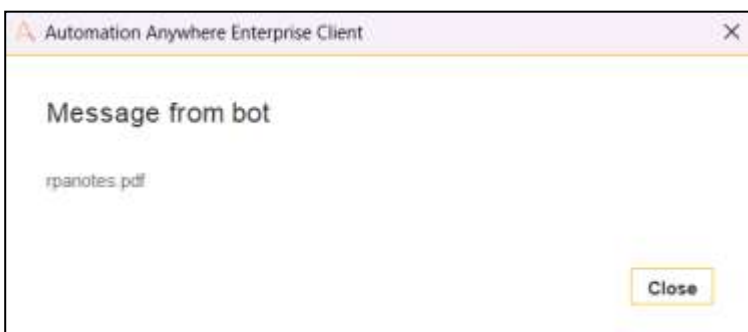 Automation Anywhere Enterprise Client
Message from bot
rpanotes.pdf
Close